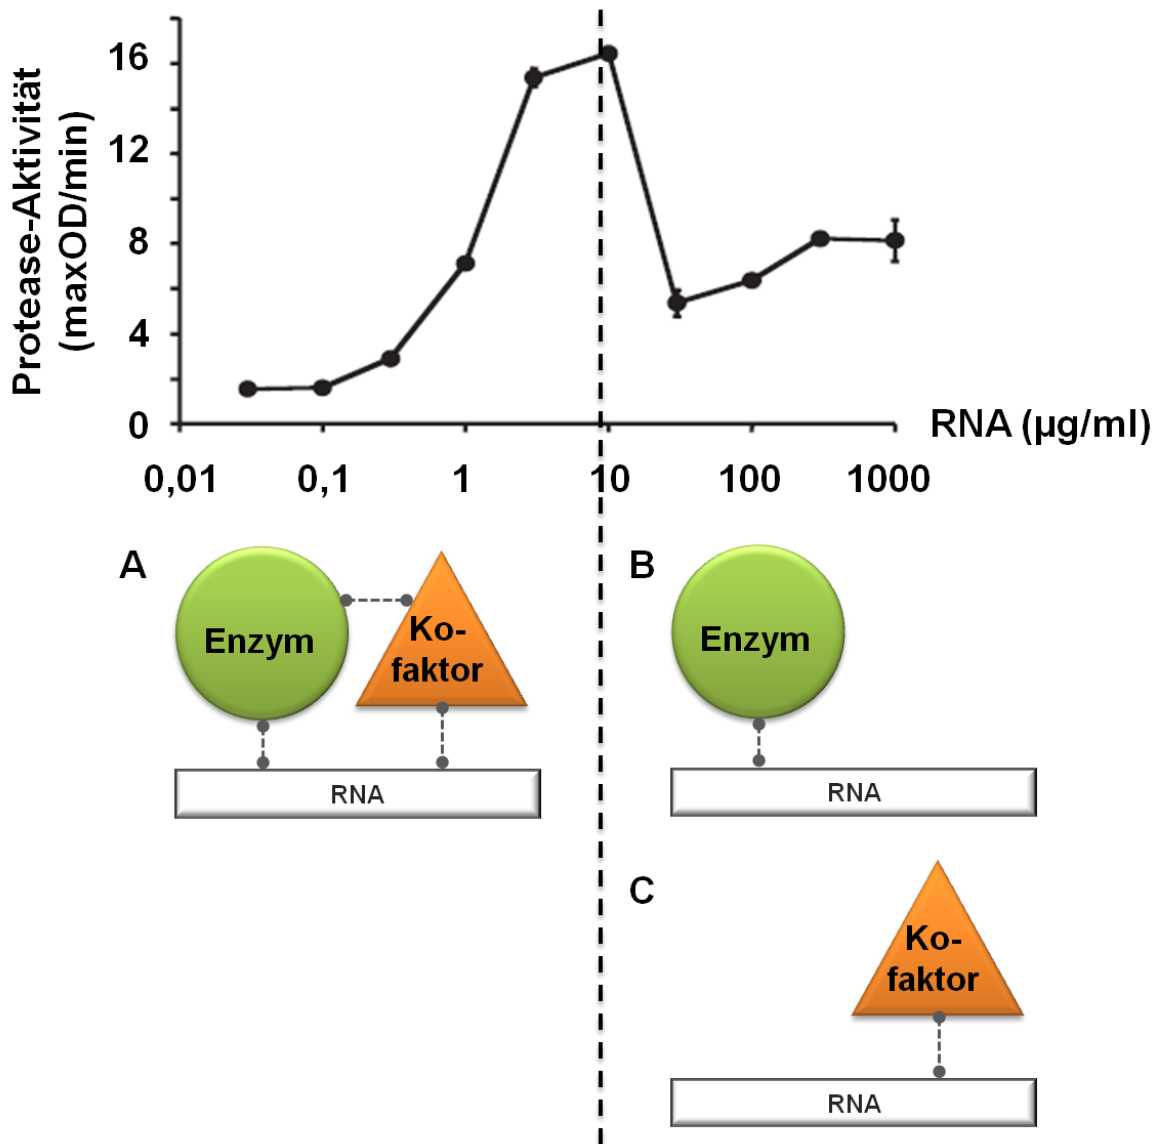 Protease-Aktivität
(maxOD/min)
16
12
8
4
0
RNA (µg/ml)
0,01
0,1
1
10
100
1000
A
Enzym
Ko-
faktor
RNA
B
Enzym
RNA
C
Ko-
faktor
RNA